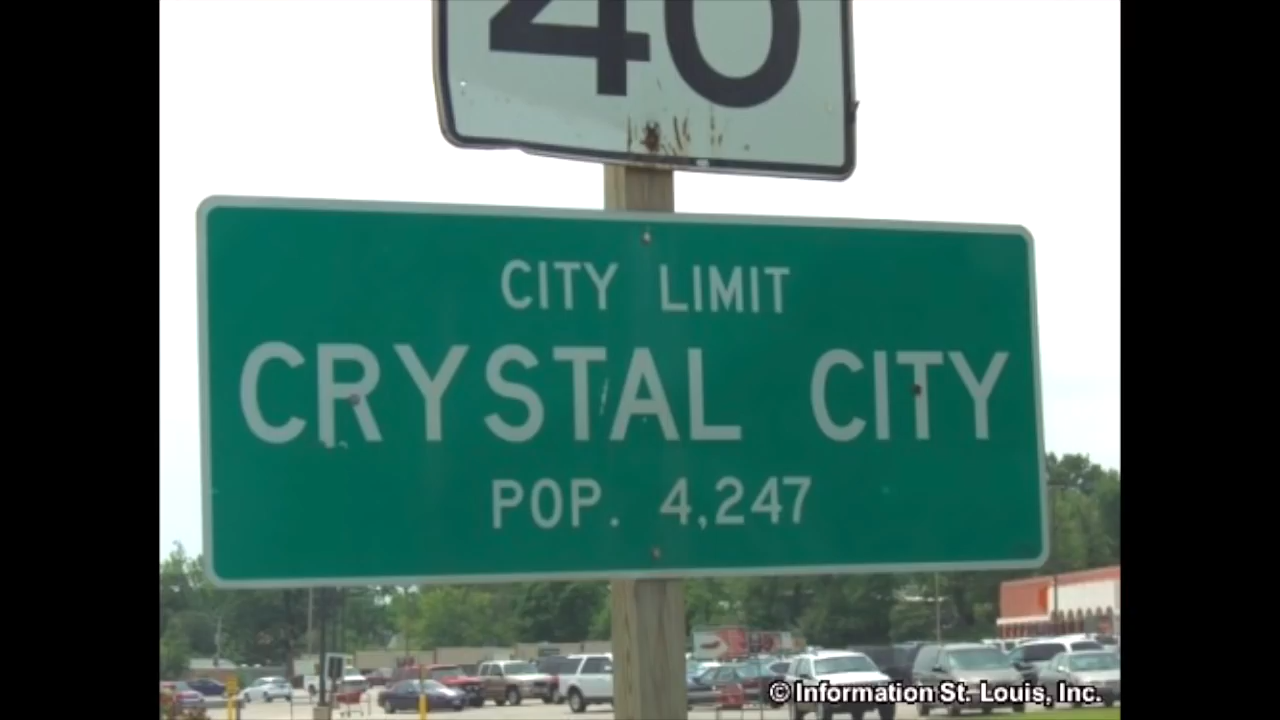 40
CITY LIMIT
CRYSTAL CITY
POP. 4,247
© Information St. Louis, Inc.